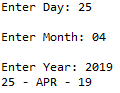 Enter Day: 25
Enter Month: 04
Enter Year: 2019
25 - APR - 19